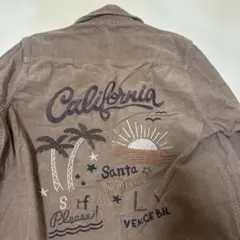 California
Santa
Surf
Please!
L
VENICE BH.